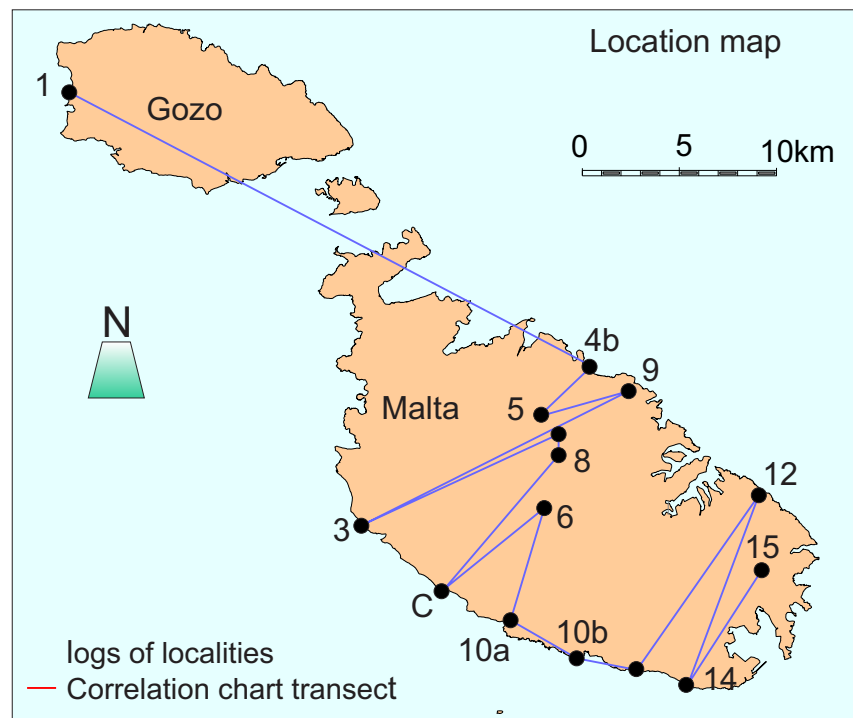 Location map
1
Gozo
0 5 10km
N
4b
9
5
Malta
8
12
3
6
15
C
10a
10b
14
logs of localities
Correlation chart transect